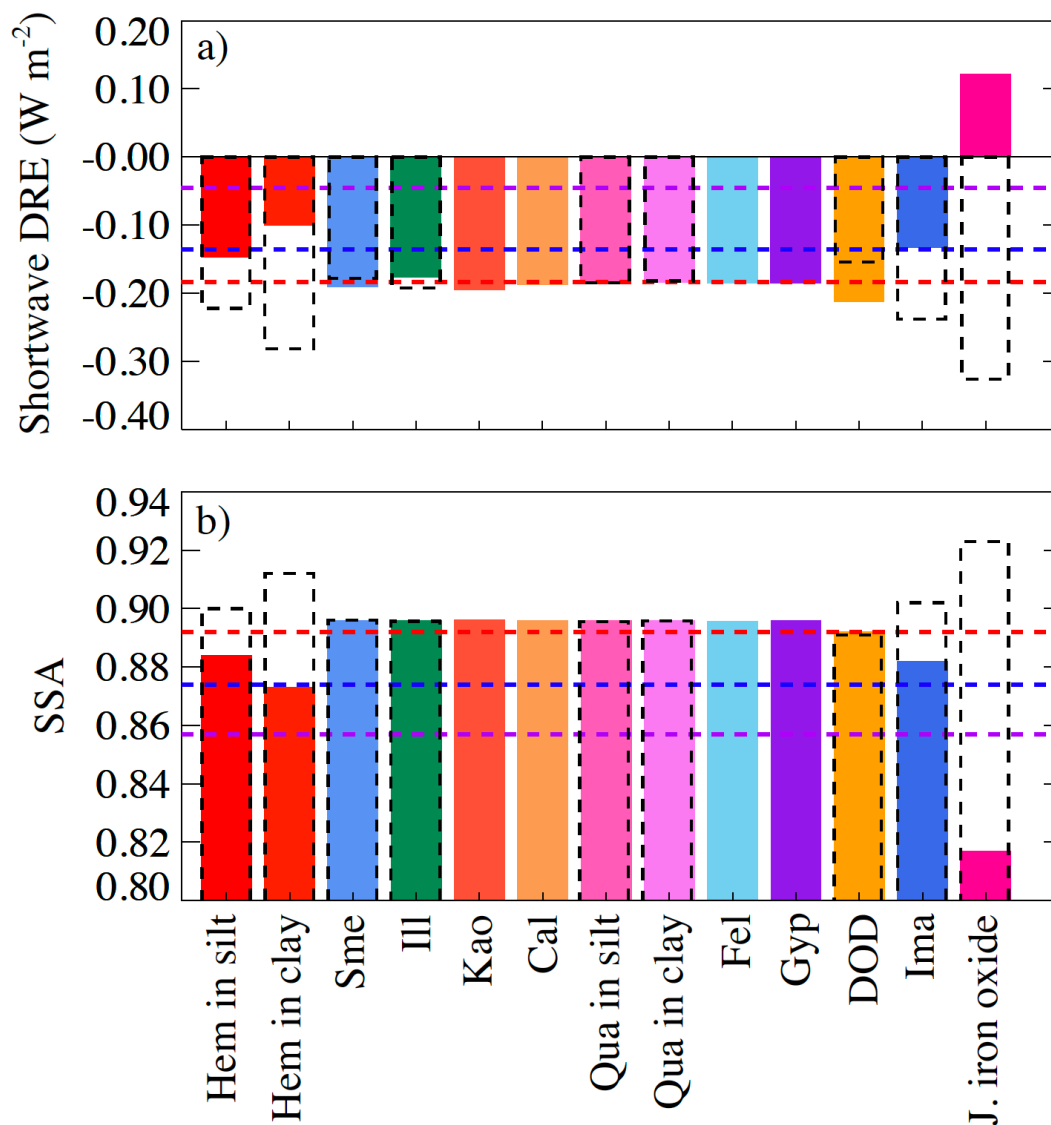 Shortwave DRE (W m⁻²)
a)
0.20
0.10
-0.00
-0.10
-0.20
-0.30
-0.40
SSA
b)
0.94
0.92
0.90
0.88
0.86
0.84
0.82
0.80
Hem in silt
Hem in clay
Sme
Ill
Kao
Cal
Qua in silt
Qua in clay
Fel
Gyp
DOD
Ima
J. iron oxide